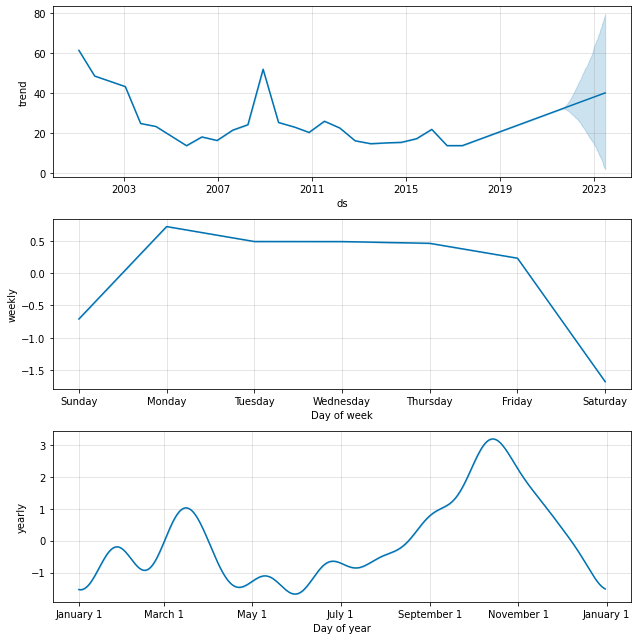 80
60
40
20
0
trend
2003 2007 2011 2015 2019 2023
ds
0.5
0.0
−0.5
−1.0
−1.5
weekly
Sunday Monday Tuesday Wednesday Thursday Friday Saturday
Day of week
3
2
1
0
−1
yearly
January 1 March 1 May 1 July 1 September 1 November 1 January 1
Day of year